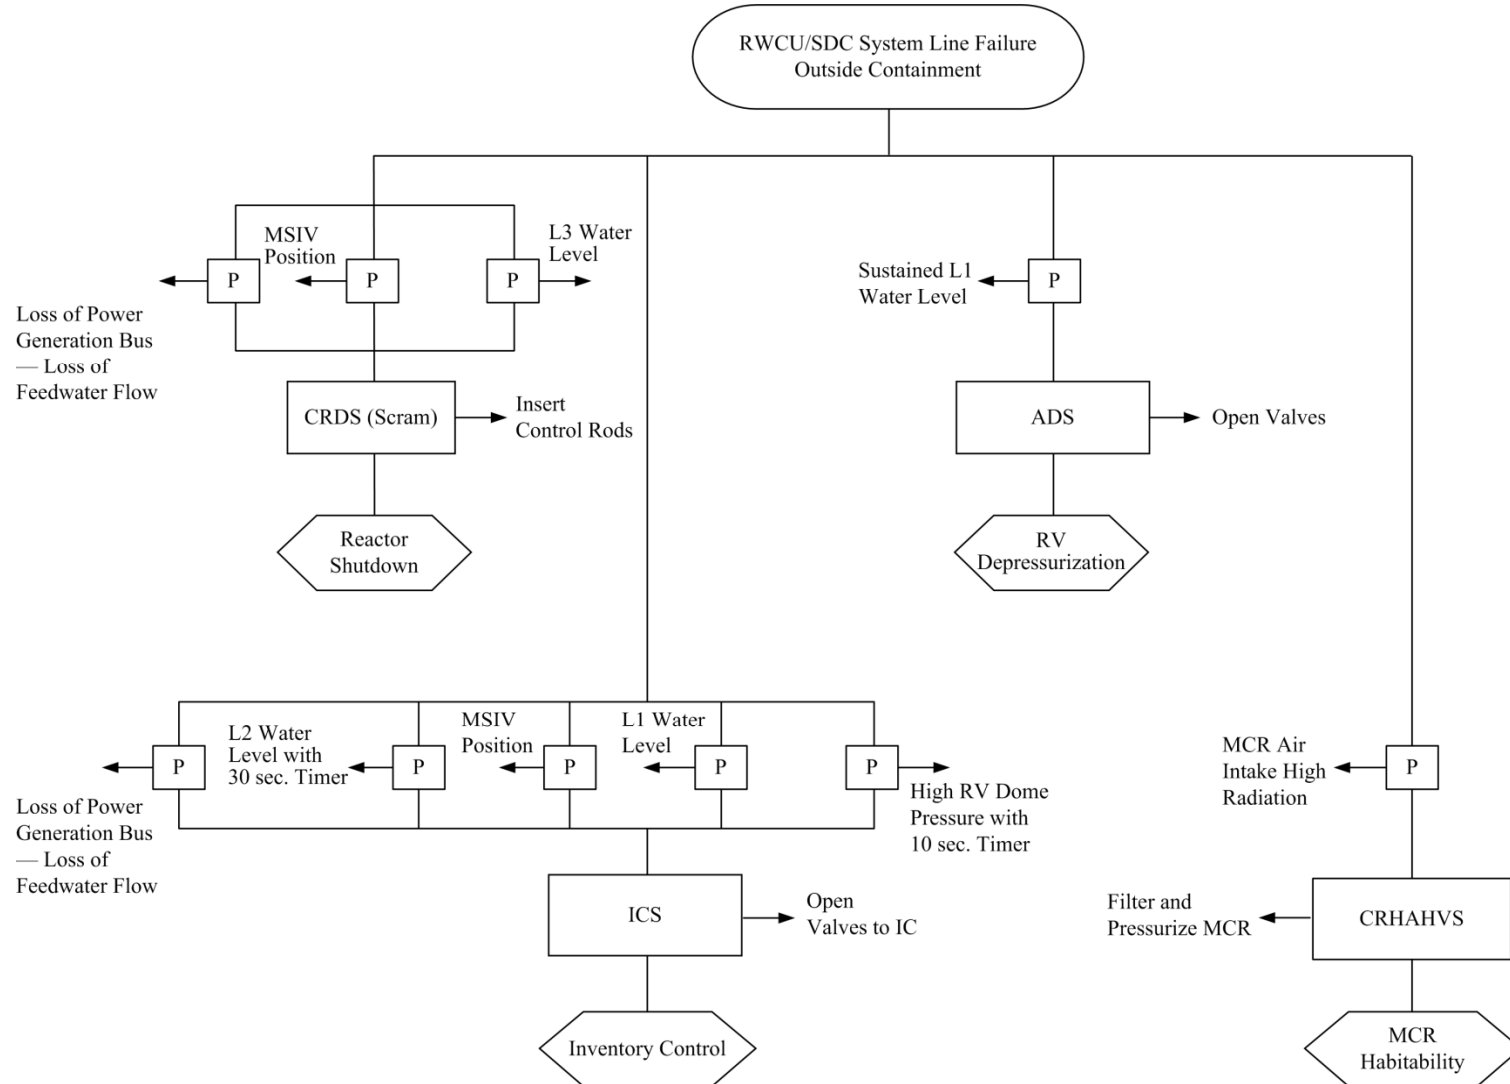 RWCU/SDC System Line Failure
Outside Containment
MSIV
Position
L3 Water
Level
P
P
P
Loss of Power
Generation Bus
— Loss of
Feedwater Flow
Sustained L1
Water Level
P
CRDS (Scram)
Insert
Control Rods
ADS
Open Valves
Reactor
Shutdown
RV
Depressurization
L2 Water
Level with
30 sec. Timer
MSIV
Position
L1 Water
Level
P
P
P
P
P
Loss of Power
Generation Bus
— Loss of
Feedwater Flow
High RV Dome
Pressure with
10 sec. Timer
MCR Air
Intake High
Radiation
P
ICS
Open
Valves to IC
Filter and
Pressurize MCR
CRHAHVS
Inventory Control
MCR
Habitability